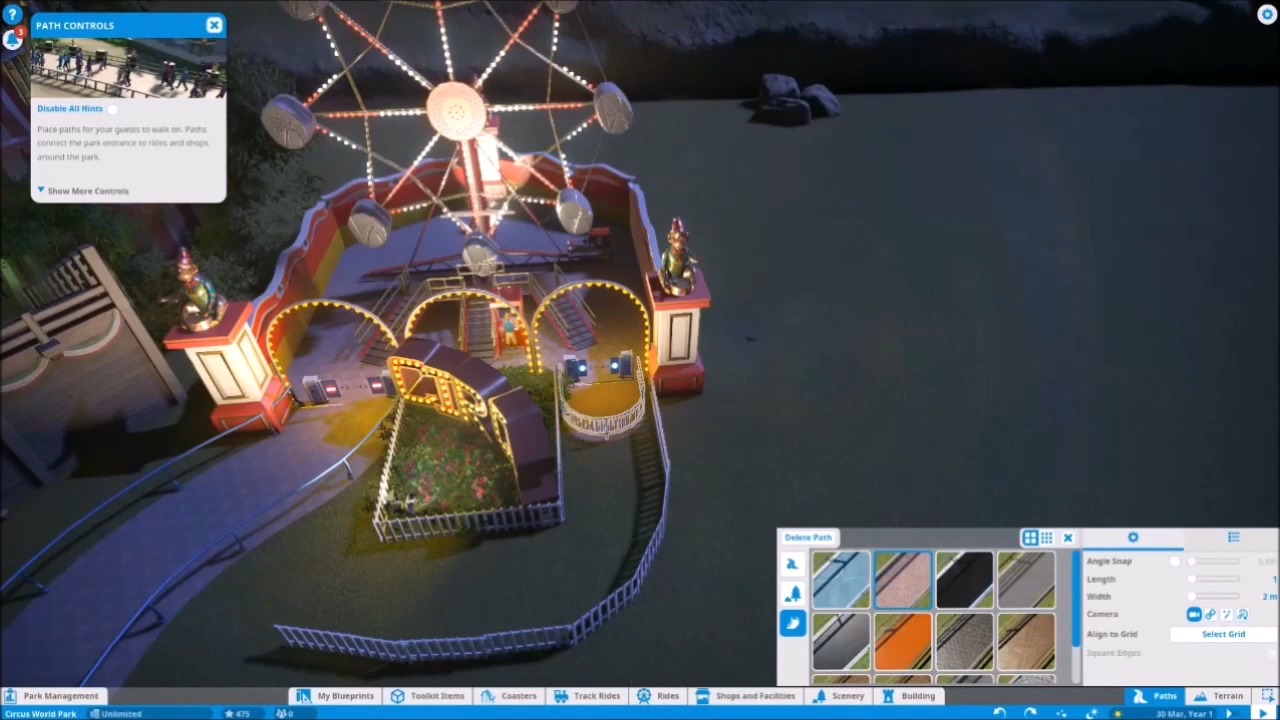 ?
3
PATH CONTROLS
Disable All Hints
Place paths for your guests to walk on. Paths
connect the park entrance to rides and shops
around the park.
Show More Controls
Delete Path
Angle Snap
Length
1
Width
2 m
Camera
Align to Grid
Select Grid
Square Edges
Park Management
My Blueprints
Toolkit Items
Coasters
Track Rides
Rides
Shops and Facilities
Scenery
Building
Paths
Terrain
Circus World Park
Unlimited
475
0
30 Mar, Year 1